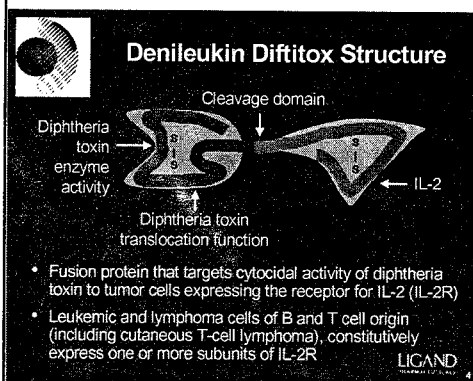 Denileukin Diftitox Structure
Cleavage domain
Diphtheria
toxin
enzyme
activity
S
I
S
S
I
S
IL-2
Diphtheria toxin
translocation function
• Fusion protein that targets cytocidal activity of diphtheria
toxin to tumor cells expressing the receptor for IL-2 (IL-2R)
• Leukemic and lymphoma cells of B and T cell origin
(including cutaneous T-cell lymphoma), constitutively
express one or more subunits of IL-2R
LIGAND
4